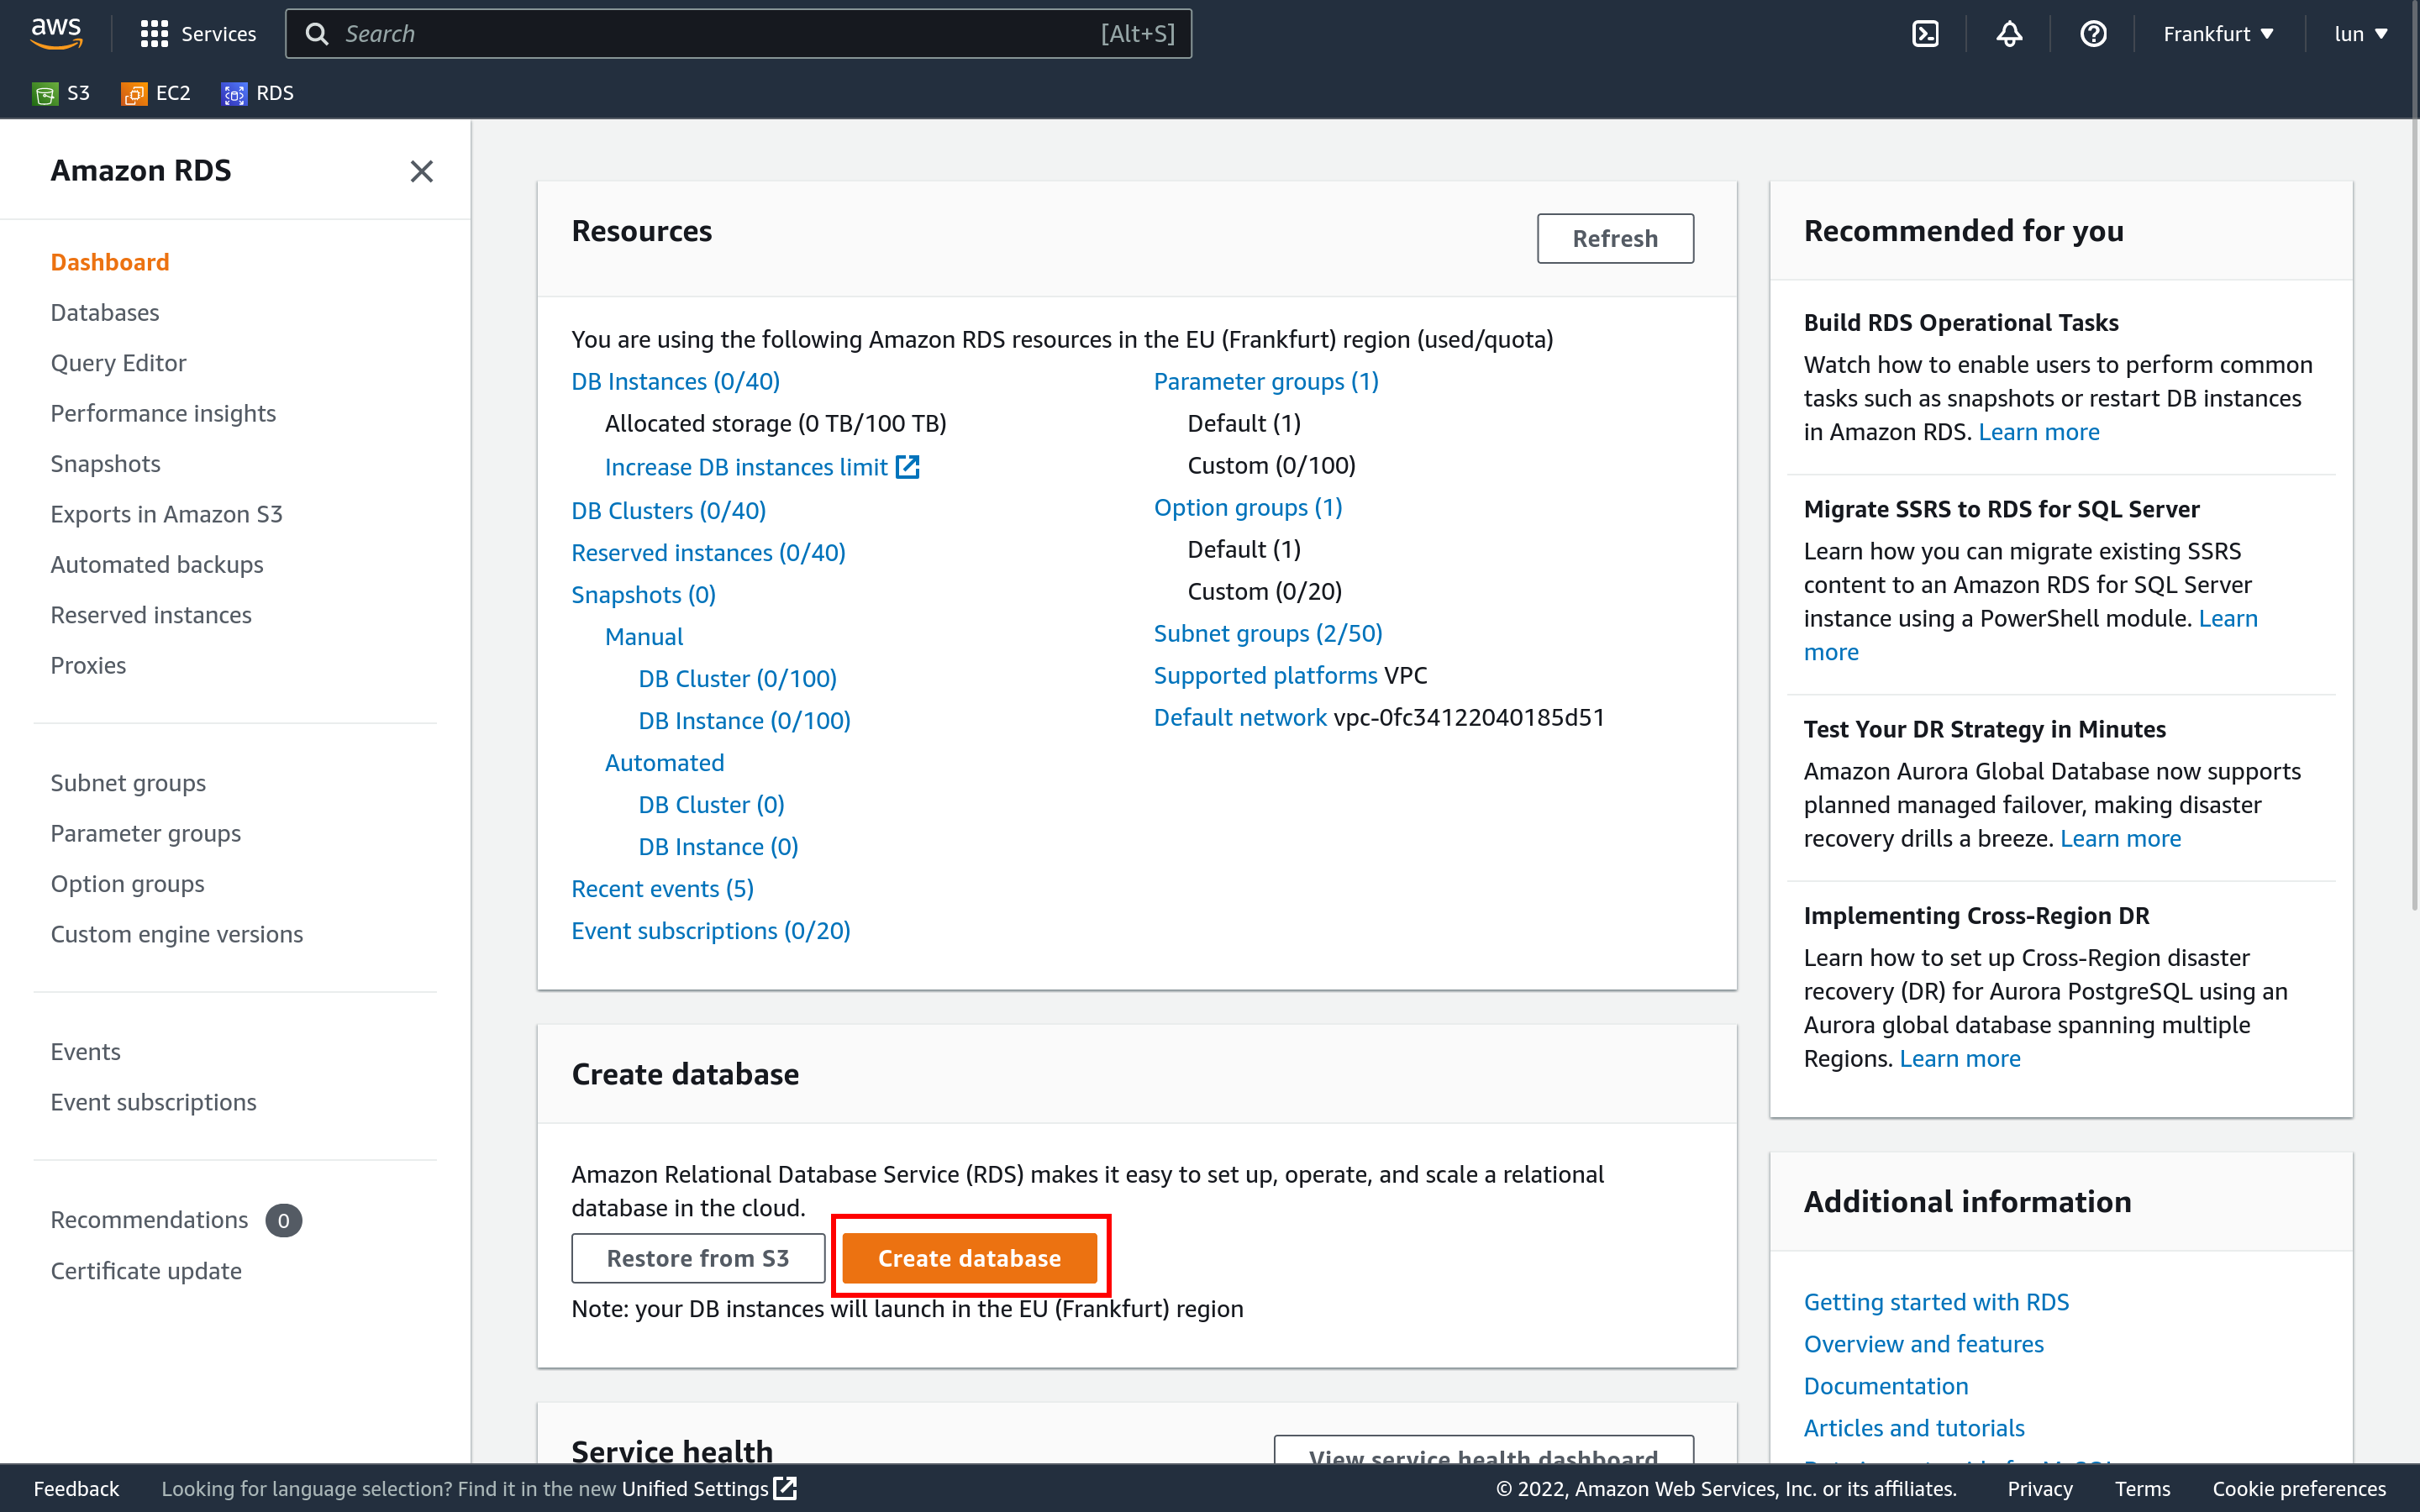 aws
Services
Search
[Alt+S]
Frankfurt
lun
S3
EC2
RDS
Amazon RDS
Dashboard
Databases
Query Editor
Performance insights
Snapshots
Exports in Amazon S3
Automated backups
Reserved instances
Proxies
Subnet groups
Parameter groups
Option groups
Custom engine versions
Events
Event subscriptions
Recommendations 0
Certificate update
Resources
Refresh
You are using the following Amazon RDS resources in the EU (Frankfurt) region (used/quota)
DB Instances (0/40)
Allocated storage (0 TB/100 TB)
Increase DB instances limit
DB Clusters (0/40)
Reserved instances (0/40)
Snapshots (0)
Manual
DB Cluster (0/100)
DB Instance (0/100)
Automated
DB Cluster (0)
DB Instance (0)
Recent events (5)
Event subscriptions (0/20)
Parameter groups (1)
Default (1)
Custom (0/100)
Option groups (1)
Default (1)
Custom (0/20)
Subnet groups (2/50)
Supported platforms VPC
Default network vpc-0fc34122040185d51
Create database
Amazon Relational Database Service (RDS) makes it easy to set up, operate, and scale a relational
database in the cloud.
Restore from S3
Create database
Note: your DB instances will launch in the EU (Frankfurt) region
Service health
View service health dashboard
Recommended for you
Build RDS Operational Tasks
Watch how to enable users to perform common
tasks such as snapshots or restart DB instances
in Amazon RDS. Learn more
Migrate SSRS to RDS for SQL Server
Learn how you can migrate existing SSRS
content to an Amazon RDS for SQL Server
instance using a PowerShell module. Learn
more
Test Your DR Strategy in Minutes
Amazon Aurora Global Database now supports
planned managed failover, making disaster
recovery drills a breeze. Learn more
Implementing Cross-Region DR
Learn how to set up Cross-Region disaster
recovery (DR) for Aurora PostgreSQL using an
Aurora global database spanning multiple
Regions. Learn more
Additional information
Getting started with RDS
Overview and features
Documentation
Articles and tutorials
Feedback
Looking for language selection? Find it in the new Unified Settings
© 2022, Amazon Web Services, Inc. or its affiliates.
Privacy
Terms
Cookie preferences